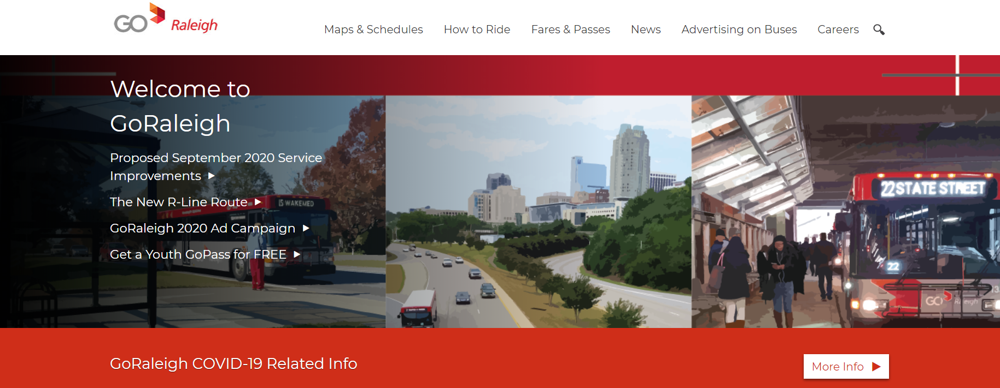 GO Raleigh
Maps & Schedules How to Ride Fares & Passes News Advertising on Buses Careers
Welcome to
GoRaleigh
Proposed September 2020 Service
Improvements
The New R-Line Route
GoRaleigh 2020 Ad Campaign
Get a Youth GoPass for FREE
15 WAKEMED
22 STATE STREET
22
GO Raleigh
GoRaleigh COVID-19 Related Info
More Info